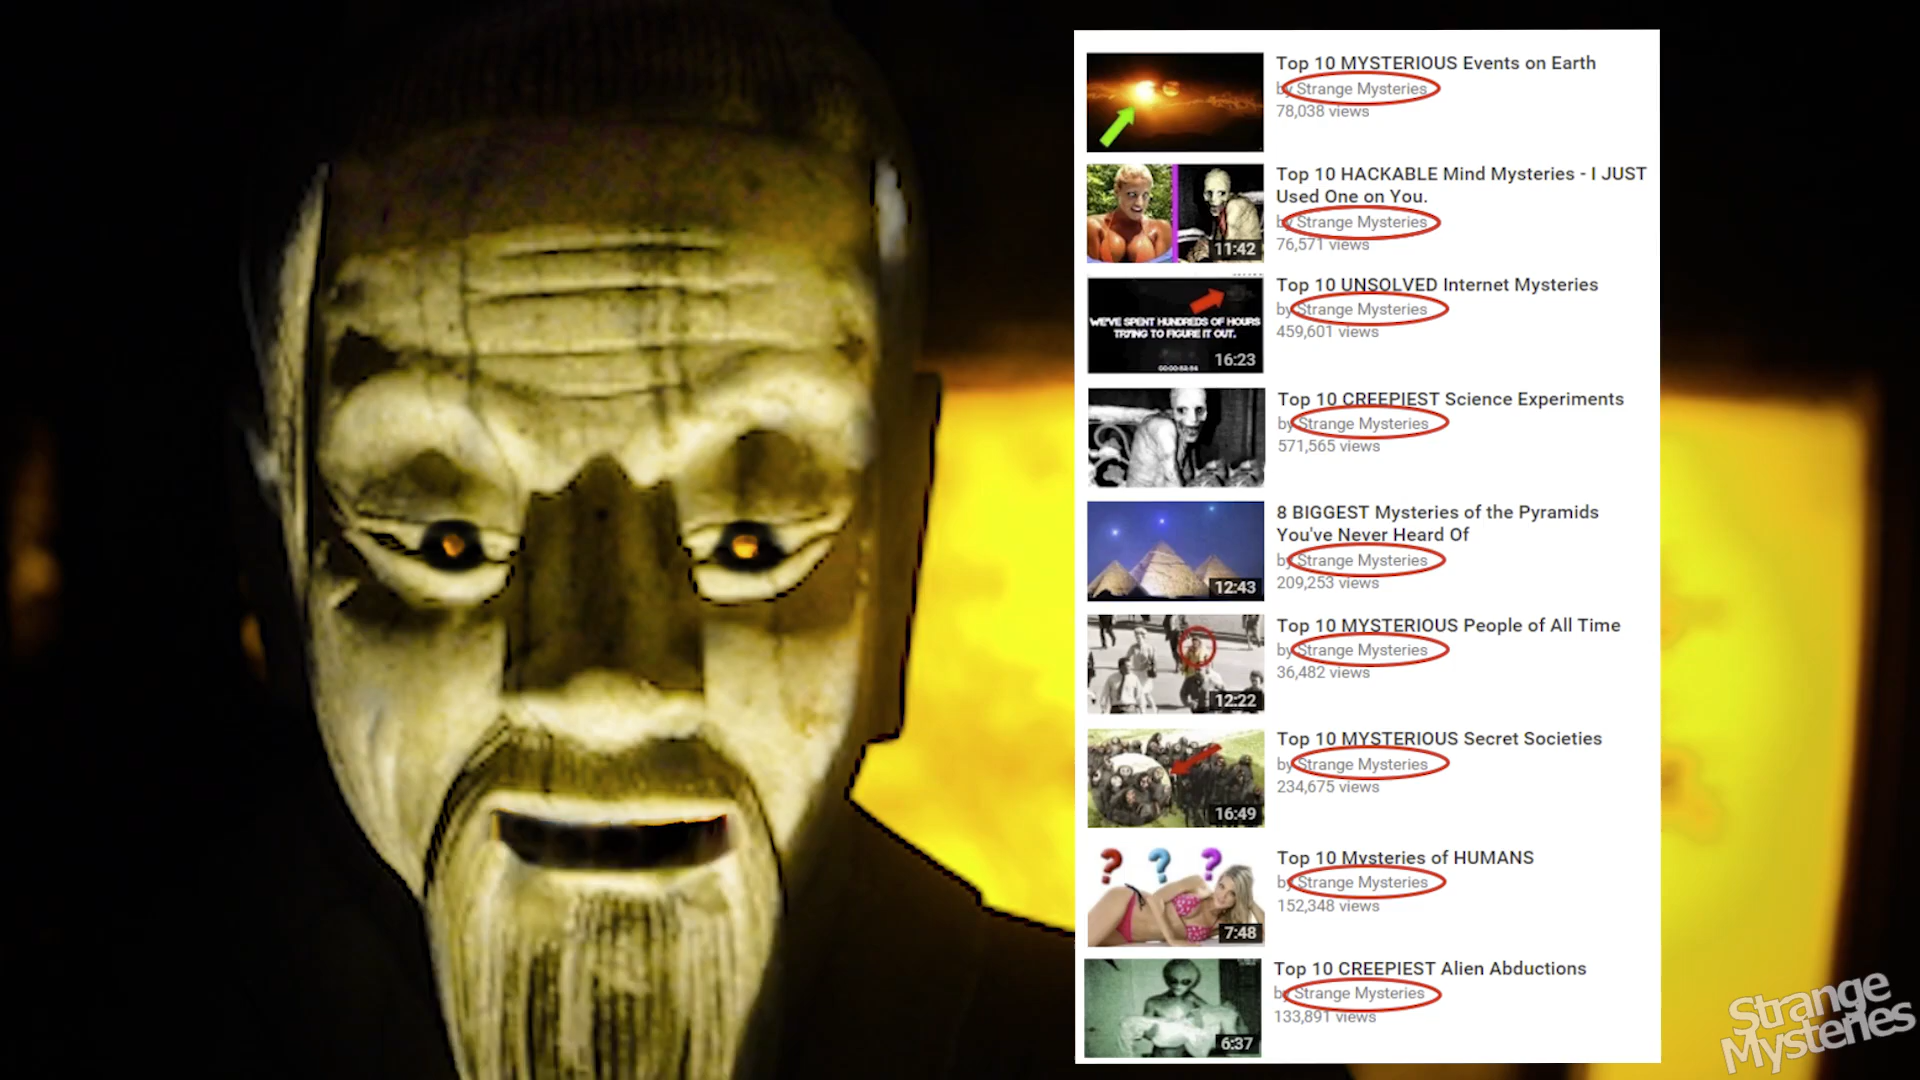 Top 10 MYSTERIOUS Events on Earth
by Strange Mysteries
78,038 views
Top 10 HACKABLE Mind Mysteries - I JUST
Used One on You.
by Strange Mysteries
76,571 views
11:42
Top 10 UNSOLVED Internet Mysteries
by Strange Mysteries
459,601 views
WE'VE SPENT HUNDREDS OF HOURS
TRYING TO FIGURE IT OUT.
16:23
Top 10 CREEPIEST Science Experiments
by Strange Mysteries
571,565 views
8 BIGGEST Mysteries of the Pyramids
You've Never Heard Of
by Strange Mysteries
209,253 views
12:43
Top 10 MYSTERIOUS People of All Time
by Strange Mysteries
36,482 views
12:22
Top 10 MYSTERIOUS Secret Societies
by Strange Mysteries
234,675 views
16:49
Top 10 Mysteries of HUMANS
by Strange Mysteries
152,348 views
? ? ?
7:48
Top 10 CREEPIEST Alien Abductions
by Strange Mysteries
133,891 views
6:37
Strange
Mysteries